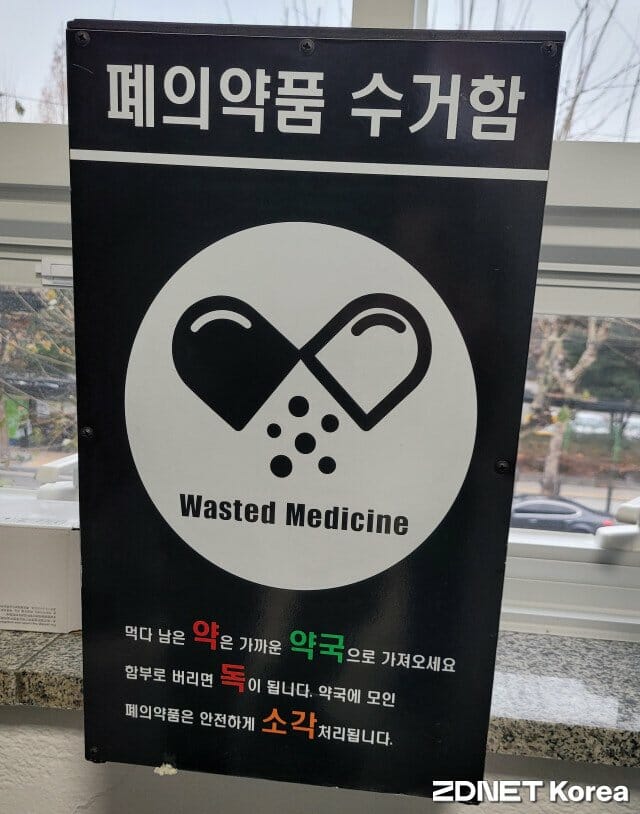 폐의약품 수거함
Wasted Medicine
먹다 남은 약은 가까운 약국으로 가져오세요
함부로 버리면 독이 됩니다. 약국에 모인
폐의약품은 안전하게 소각처리됩니다.
ZDNET Korea